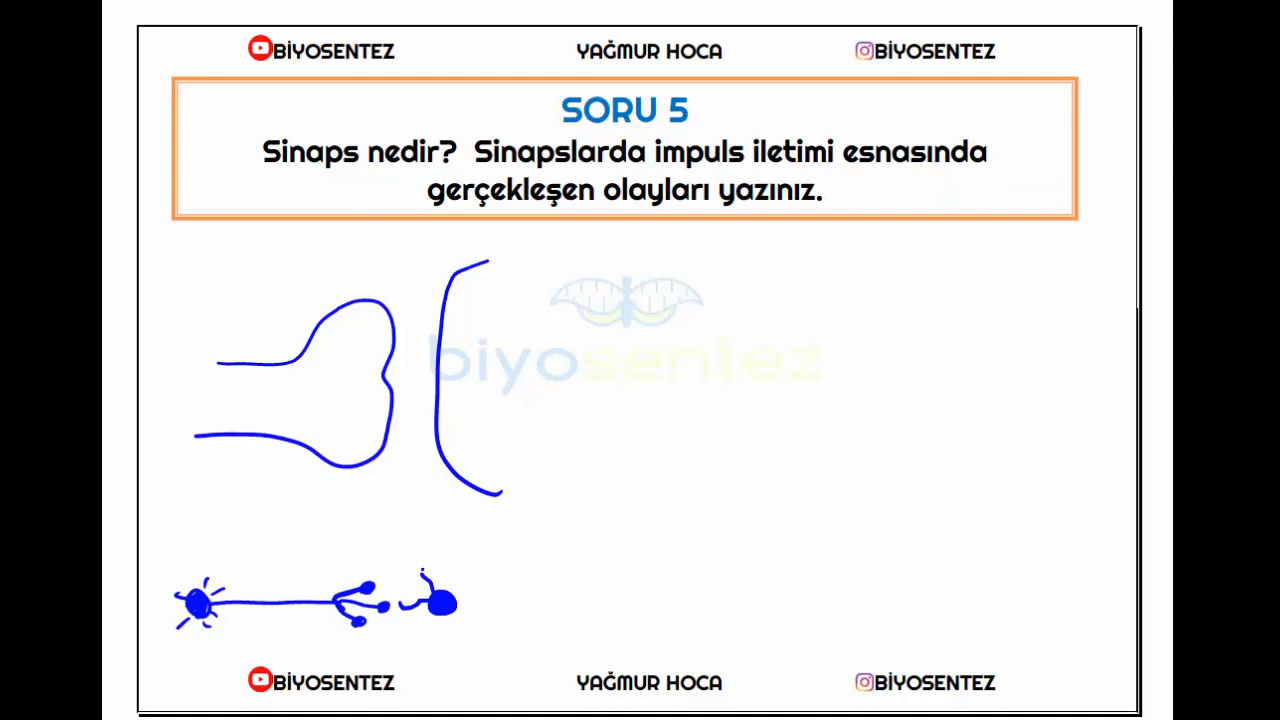 BİYOSENTEZ YAĞMUR HOCA BİYOSENTEZ
SORU 5
Sinaps nedir? Sinapslarda impuls iletimi esnasında
gerçekleşen olayları yazınız.
biyosentez
BİYOSENTEZ YAĞMUR HOCA BİYOSENTEZ